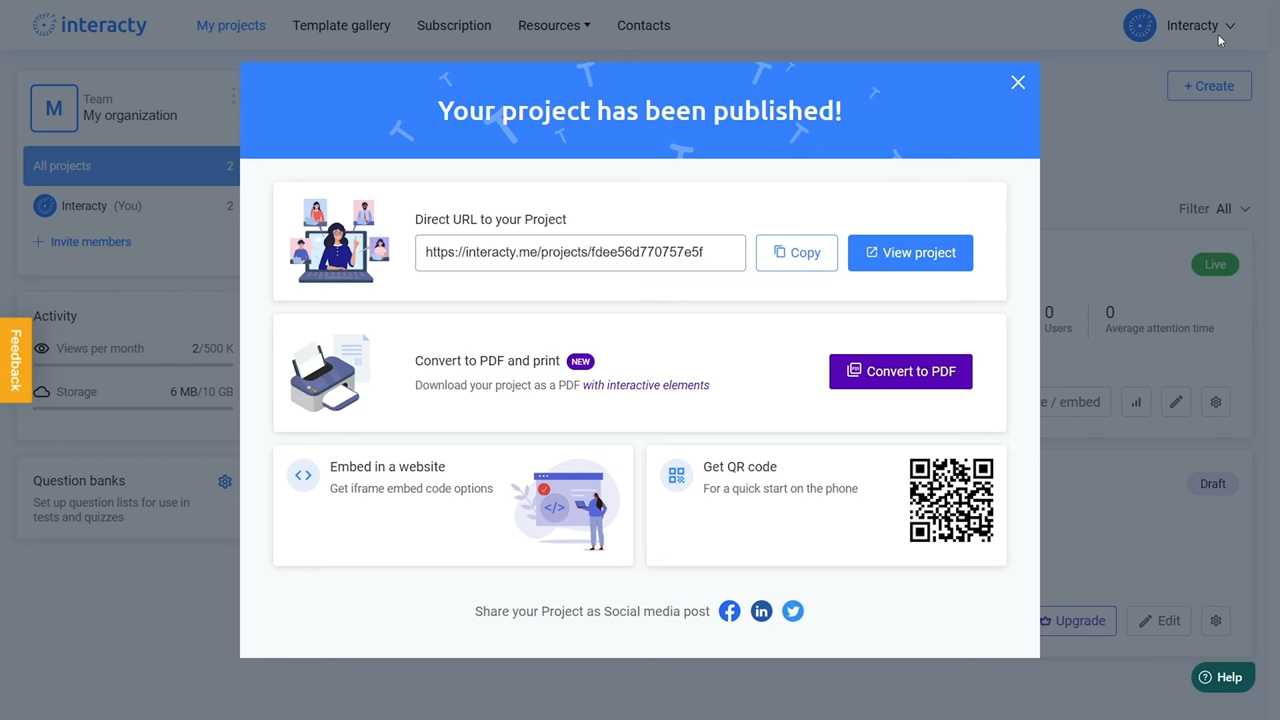 interacty
My projects
Template gallery
Subscription
Resources
Contacts
Interacty
M
Team
My organization
+ Create
Your project has been published!
All projects 2
Interacty (You) 2
+ Invite members
Filter All
Direct URL to your Project
https://interacty.me/projects/fdee56d770757e5f
Copy
View project
Live
Activity
Views per month 2/500 K
Storage 6 MB/10 GB
0
Users
0
Average attention time
Feedback
Convert to PDF and print NEW
Download your project as a PDF with interactive elements
Convert to PDF
e / embed
Question banks
Set up question lists for use in
tests and quizzes
Embed in a website
Get iframe embed code options
Get QR code
For a quick start on the phone
Draft
Share your Project as Social media post
Upgrade
Edit
Help